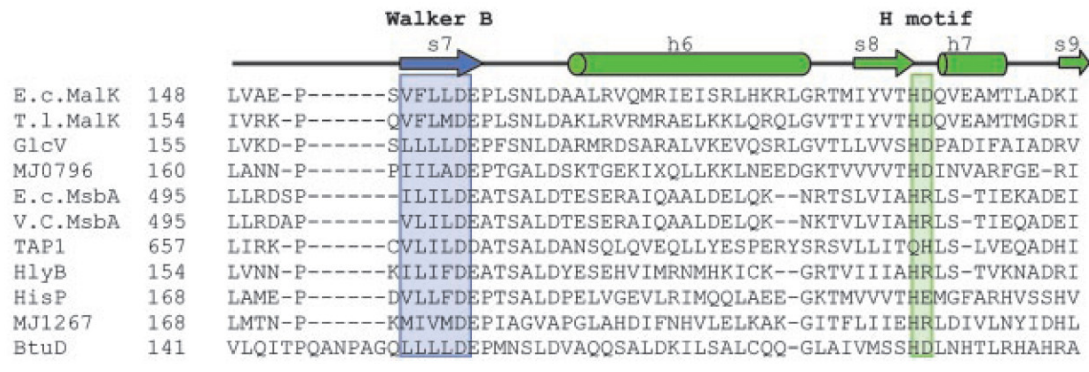 Walker B H motif
s7 h6 s8 h7 s9
E.c.MalK 148 LVAE-P------SVFLLDEPLSNLDAALRVQMRIEISRLHKRLGRTMIYVTHDQVEAMTLADKI
T.l.MalK 154 IVRK-P------QVFLMDEPLSNLDAKLRVRMRAELKKLQRQLGVTTIYVTHDQVEAMTMGDRI
GlcV 155 LVKD-P------SLLLLDEPFSNLDARMRDSARALVKEVQSRLGVTLLVVSHDPADIFAIADRV
MJ0796 160 LANN-P------PIILADEPTGALDSKTGEKIXQLLKKLNEEDGKTVVVVTHDINVARFGE-RI
E.c.MsbA 495 LLRDSP------ILILDEATSALDTESERAIQAALDELQK--NRTSLVIAHRLS-TIEKADEI
V.C.MsbA 495 LLRDAP------VLILDEATSALDTESERAIQAALDELQK--NKTVLVIAHRLS-TIEQADEI
TAP1 657 LIRK-P------CVLILDDATSALDANSQLQVEQLLYESPERYSRSVLLITQHLS-LVEQADHI
HlyB 154 LVNN-P------KILIFDEATSALDYESEHVIMRNMHKICK--GRTVIIIAHRLS-TVKNADRI
HisP 168 LAME-P------DVLLFDEPTSALDPELVGEVLRIMQQLAEE-GKTMVVVTHEMGFARHVSSHV
MJ1267 168 LMTN-P------KMIVMDEPIAGVAPGLAHDIFNHVLELKAK-GITFLIIEHRLDIVLNYIDHL
BtuD 141 VLQITPQANPAGQLLLLDEPMNSLDVAQQSALDKILSALCQQ-GLAIVMSSHDLNHTLRHAHRA